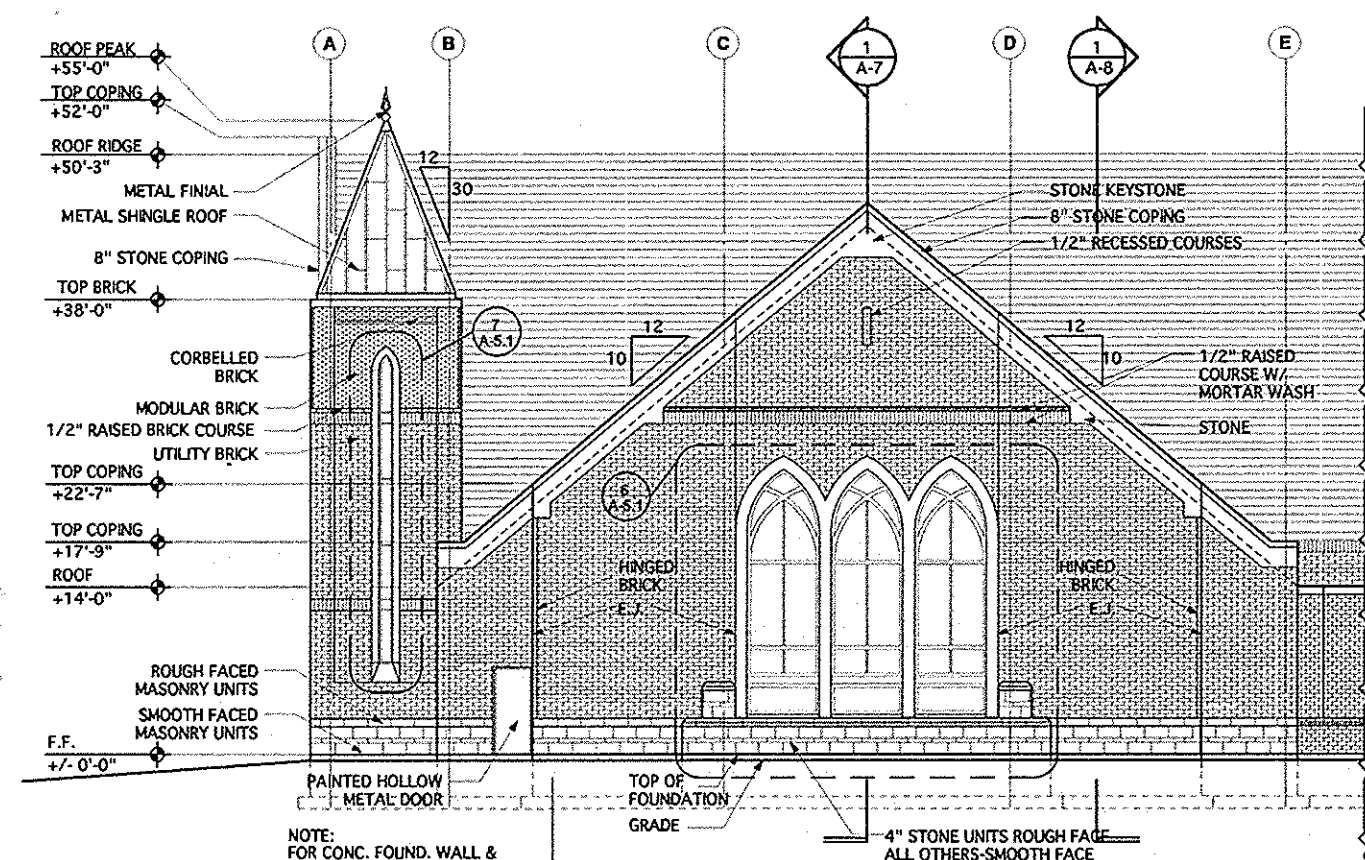 A
B
C
D
E
1
A-7
1
A-8
ROOF PEAK
+55'-0"
TOP COPING
+52'-0"
ROOF RIDGE
+50'-3"
METAL FINIAL
METAL SHINGLE ROOF
8" STONE COPING
TOP BRICK
+38'-0"
CORBELLED
BRICK
MODULAR BRICK
1/2" RAISED BRICK COURSE
UTILITY BRICK
TOP COPING
+22'-7"
TOP COPING
+17'-9"
ROOF
+14'-0"
ROUGH FACED
MASONRY UNITS
SMOOTH FACED
MASONRY UNITS
F.F.
+/- 0'-0"
12
30
7
A-5.1
STONE KEYSTONE
8" STONE COPING
1/2" RECESSED COURSES
12
10
12
10
1/2" RAISED
COURSE W/
MORTAR WASH
STONE
6
A-5.1
HINGED
BRICK
E.J.
HINGED
BRICK
E.J.
PAINTED HOLLOW
METAL DOOR
TOP OF
FOUNDATION
GRADE
4" STONE UNITS ROUGH FACE
ALL OTHERS-SMOOTH FACE
NOTE:
FOR CONC. FOUND. WALL &